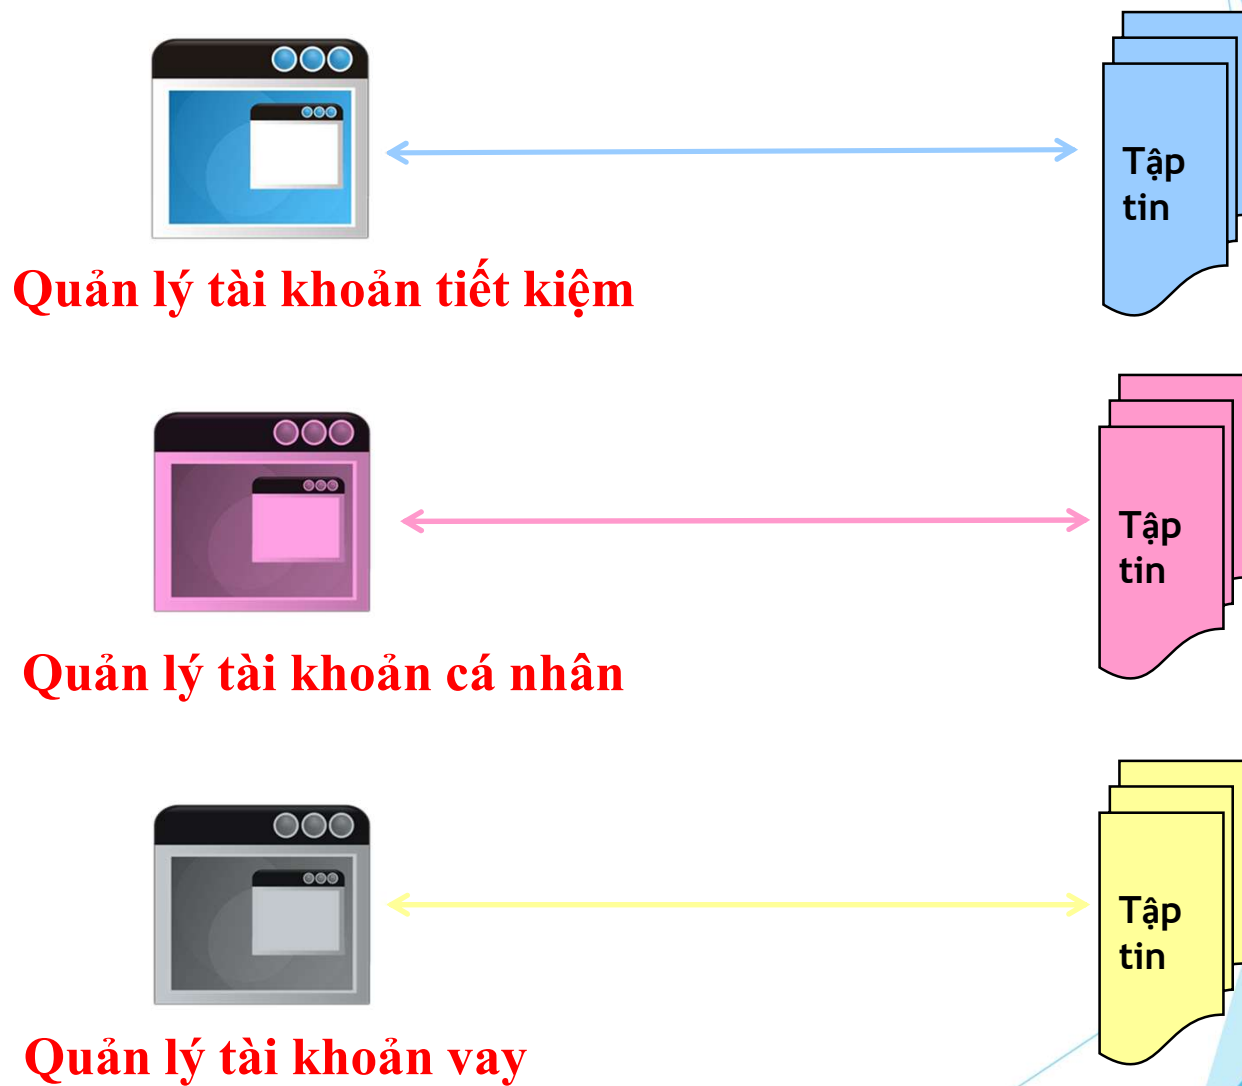 Tập
tin
Quản lý tài khoản tiết kiệm
Tập
tin
Quản lý tài khoản cá nhân
Tập
tin
Quản lý tài khoản vay